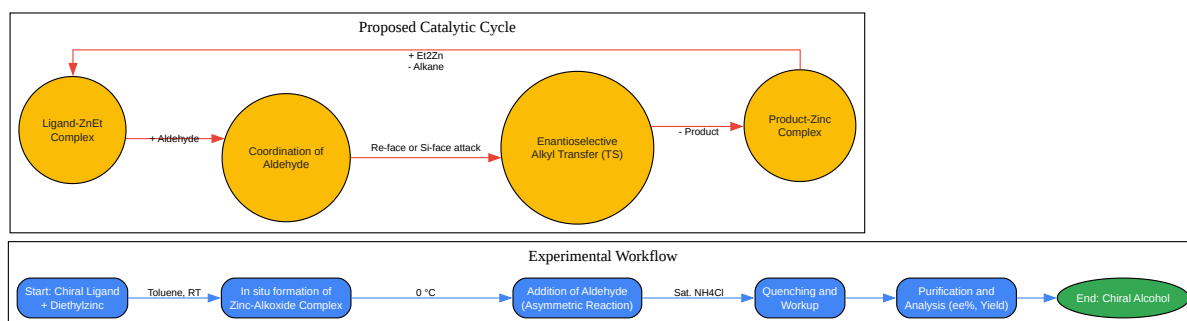 Proposed Catalytic Cycle
+ Et2Zn
- Alkane
Ligand-ZnEt
Complex
+ Aldehyde
Coordination of
Aldehyde
Re-face or Si-face attack
Enantioselective
Alkyl Transfer (TS)
- Product
Product-Zinc
Complex
Experimental Workflow
Start: Chiral Ligand
+ Diethylzinc
Toluene, RT
In situ formation of
Zinc-Alkoxide Complex
0 °C
Addition of Aldehyde
(Asymmetric Reaction)
Sat. NH4Cl
Quenching and
Workup
Purification and
Analysis (ee%, Yield)
End: Chiral Alcohol